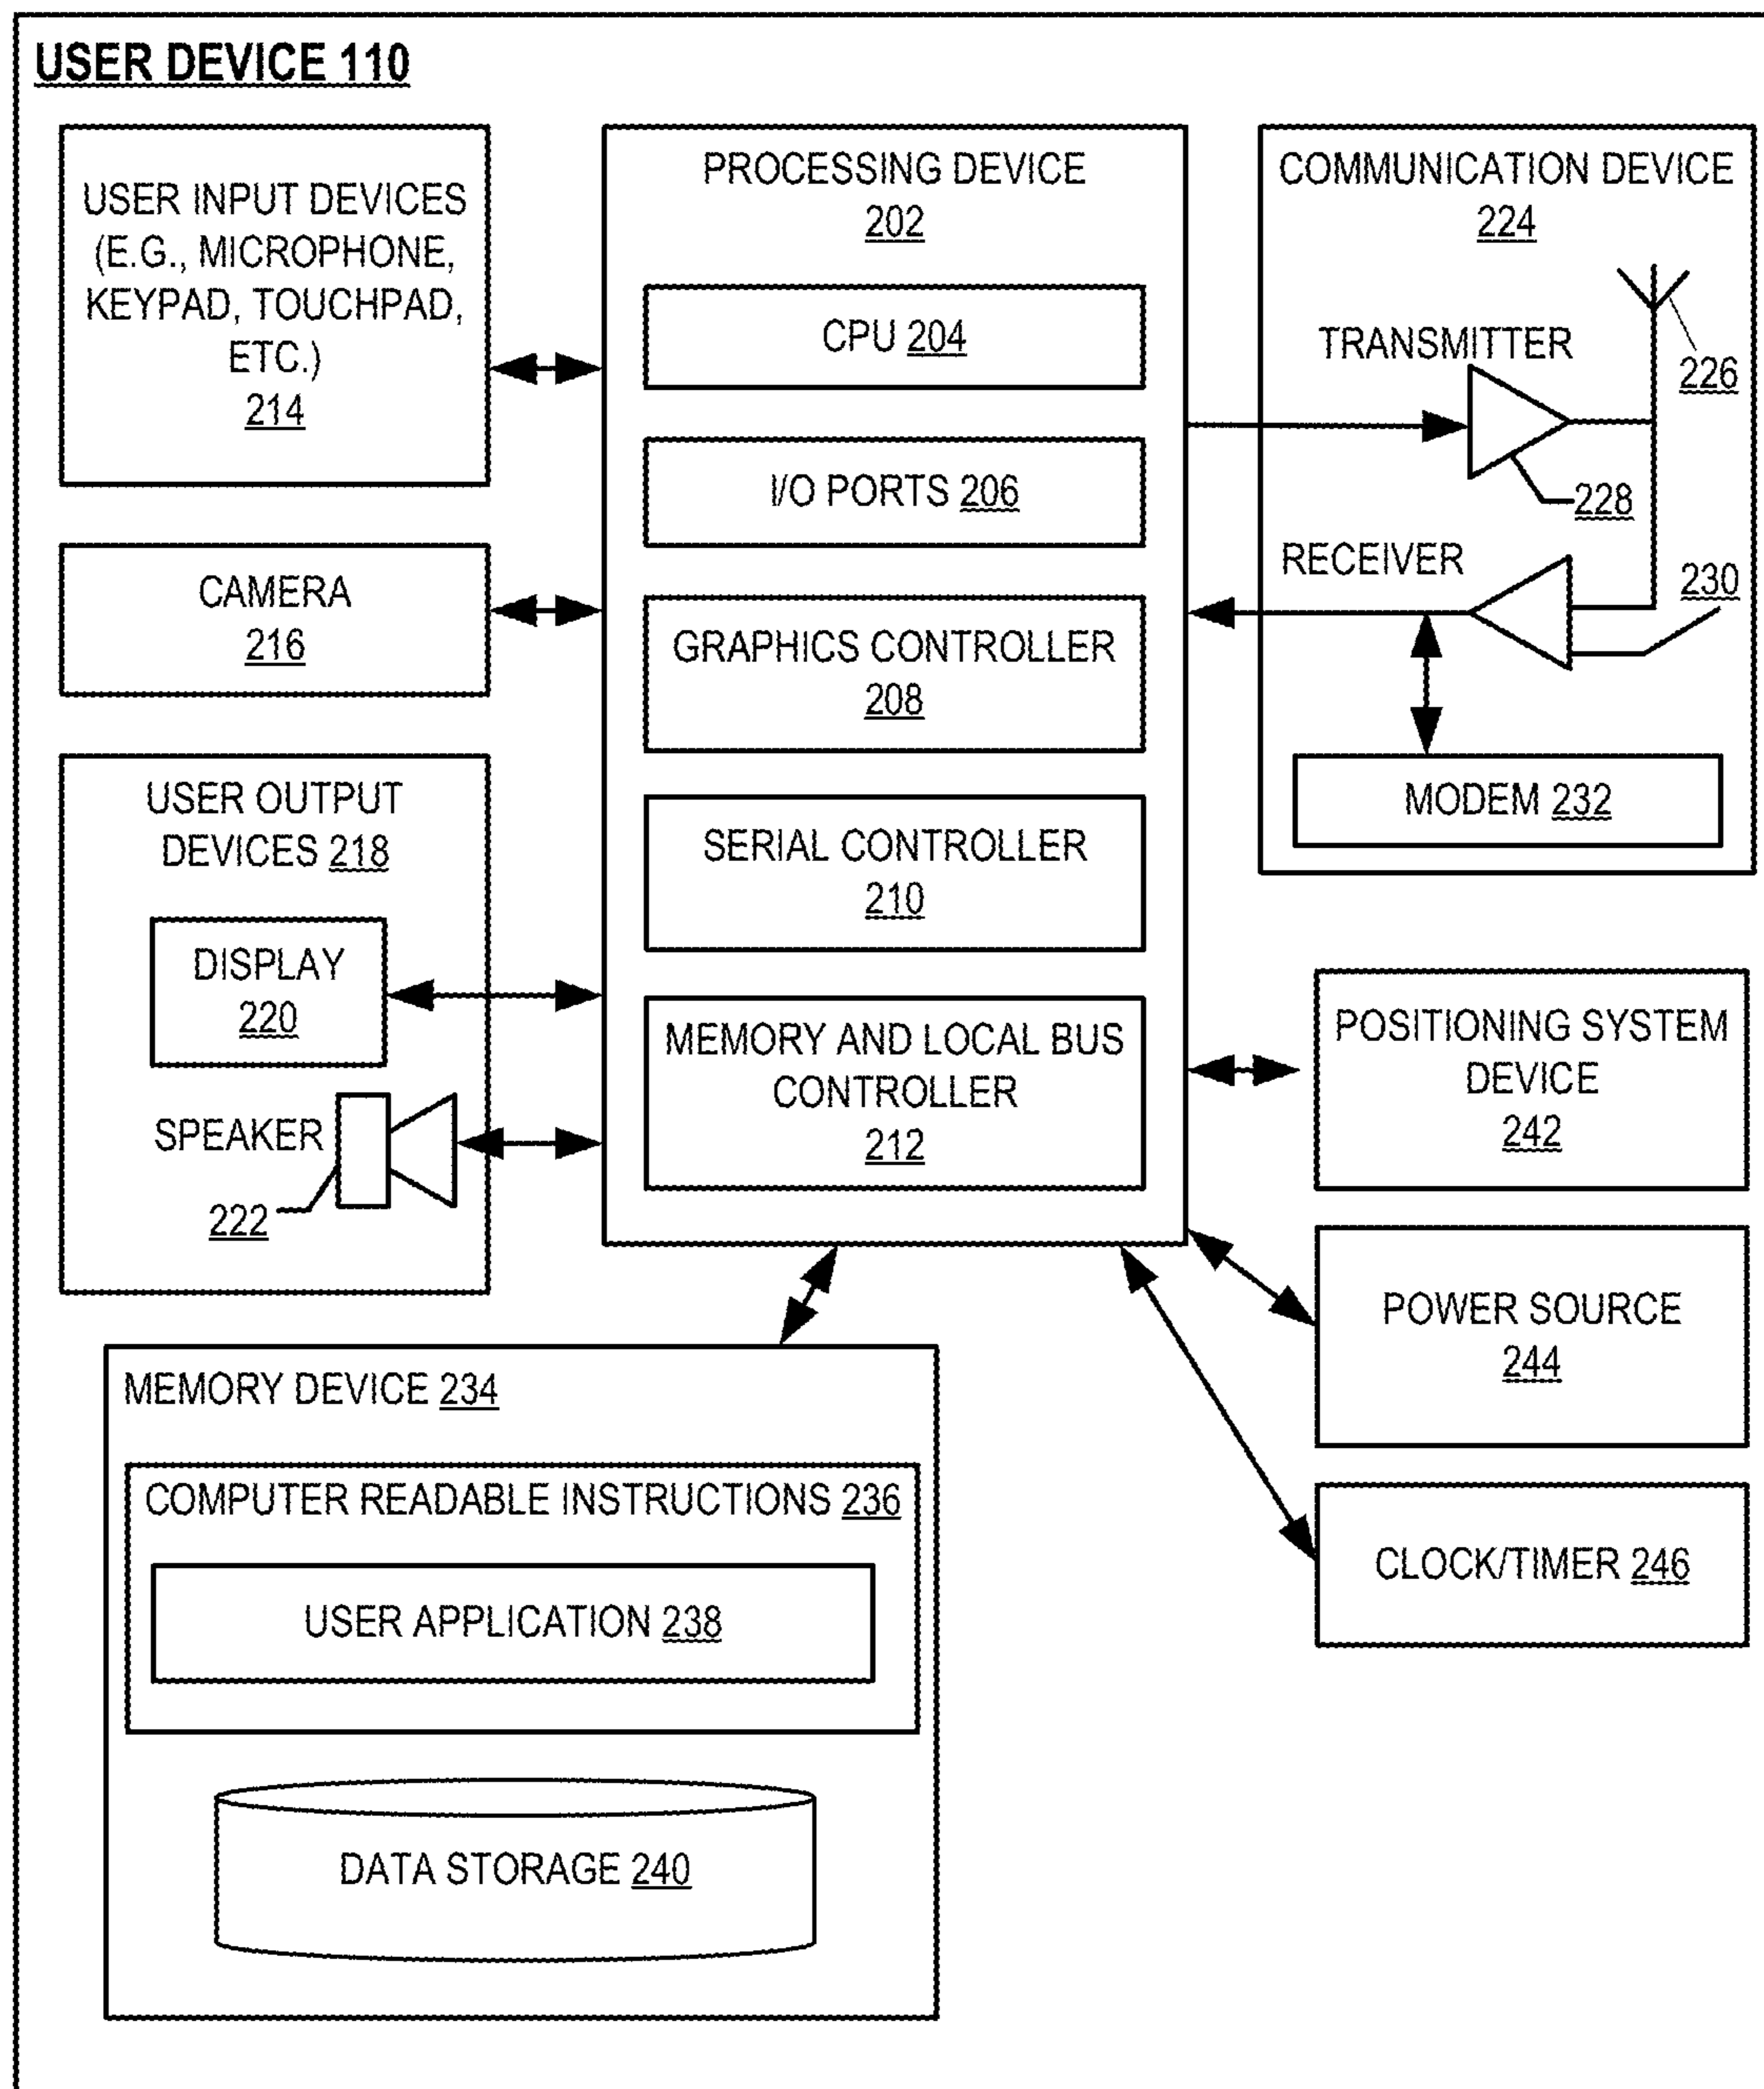 USER DEVICE 110
USER INPUT DEVICES
(E.G., MICROPHONE,
KEYPAD, TOUCHPAD,
ETC.)
214
CAMERA
216
USER OUTPUT
DEVICES 218
DISPLAY
220
SPEAKER
222
PROCESSING DEVICE
202
CPU 204
I/O PORTS 206
GRAPHICS CONTROLLER
208
SERIAL CONTROLLER
210
MEMORY AND LOCAL BUS
CONTROLLER
212
COMMUNICATION DEVICE
224
TRANSMITTER
226
228
RECEIVER
230
MODEM 232
POSITIONING SYSTEM
DEVICE
242
POWER SOURCE
244
CLOCK/TIMER 246
MEMORY DEVICE 234
COMPUTER READABLE INSTRUCTIONS 236
USER APPLICATION 238
DATA STORAGE 240